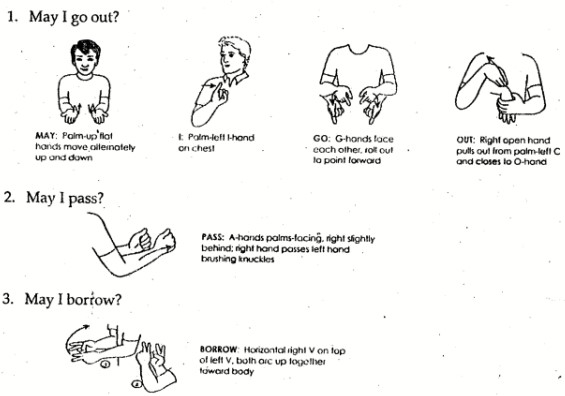 1. May I go out?
MAY: Palm-up flat
hands move alternately
up and down
I: Palm-left I-hand
on chest
GO: G-hands face
each other, roll out
to point forward
OUT: Right open hand
pulls out from palm-left C
and closes to O-hand
2. May I pass?
PASS: A-hands palms-facing, right slightly
behind; right hand passes left hand
brushing knuckles
3. May I borrow?
BORROW: Horizontal right V on top
of left V, both arc up together
toward body
1
2